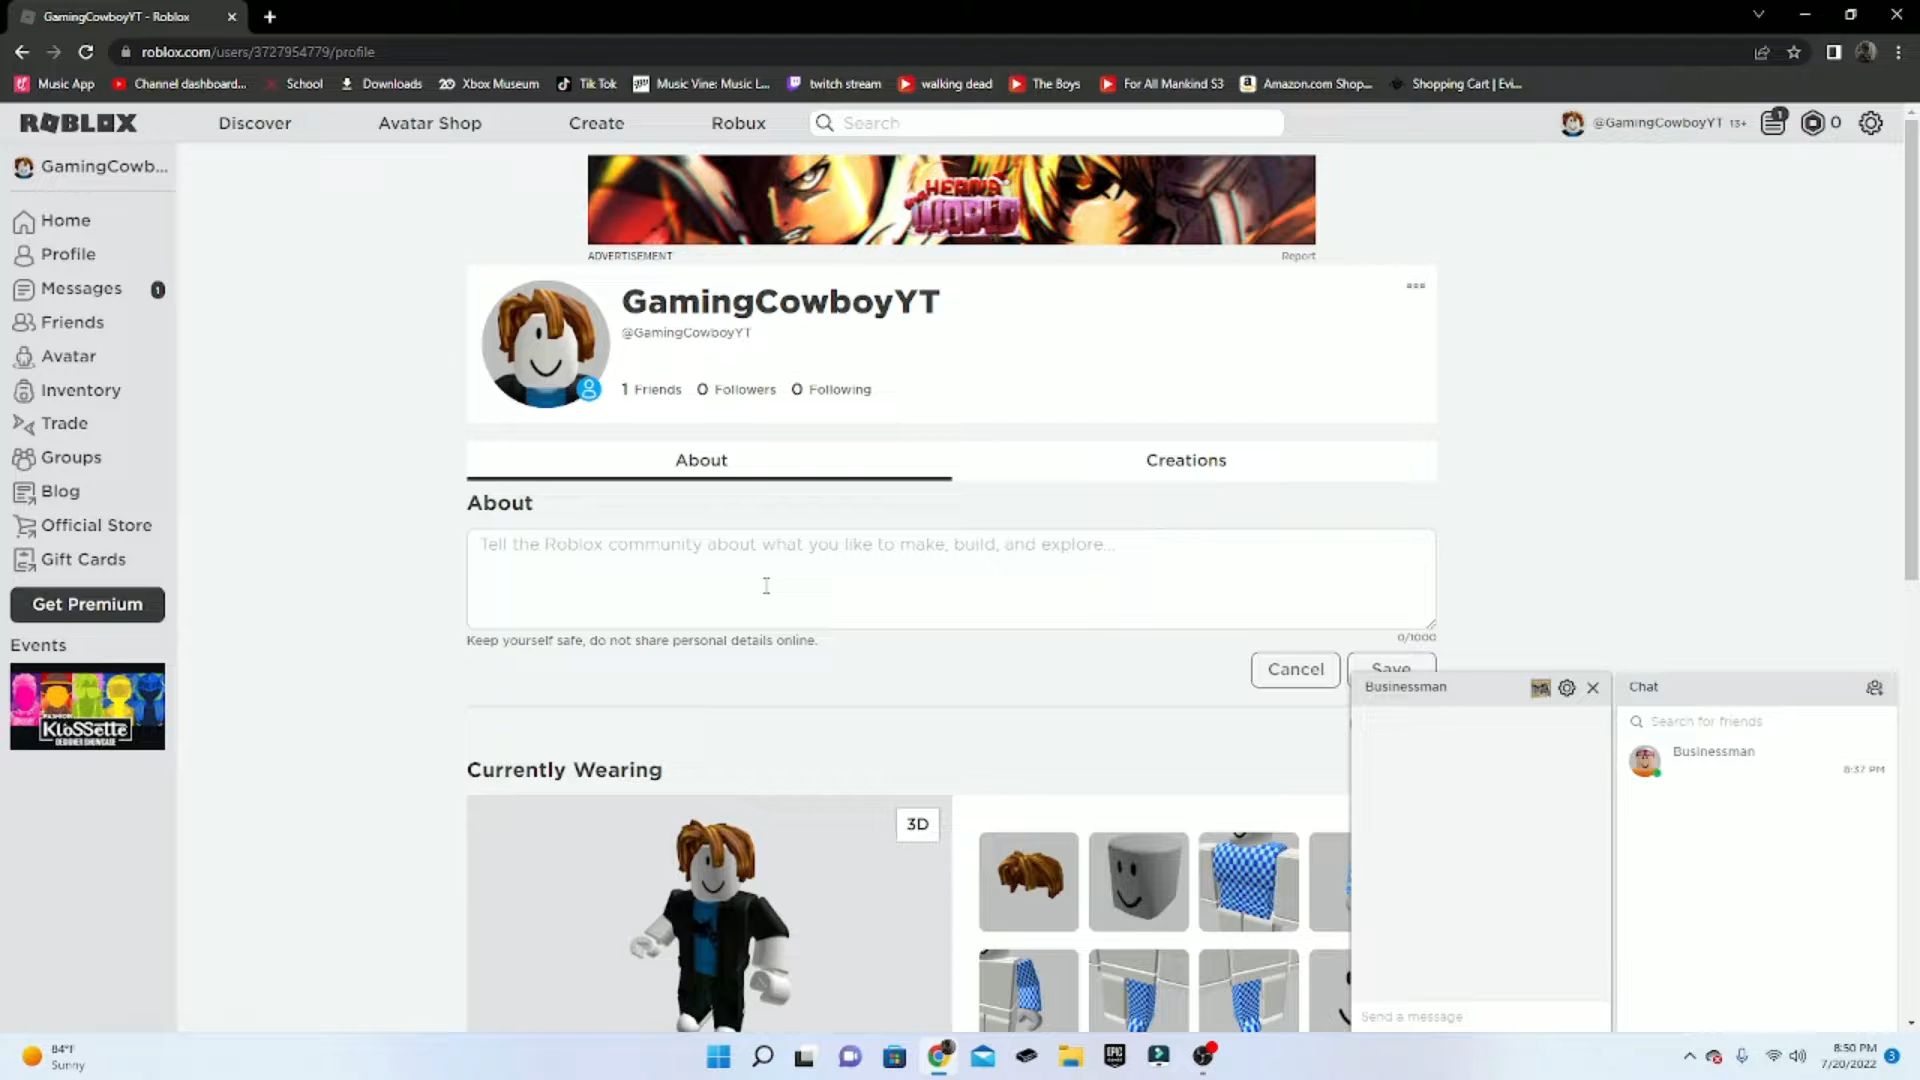 GamingCowboyYT - Roblox
roblox.com/users/3727954779/profile
Music App
Channel dashboard...
School
Downloads
Xbox Museum
Tik Tok
Music Vine: Music L...
twitch stream
walking dead
The Boys
For All Mankind S3
Amazon.com Shop...
Shopping Cart | Evi...
ROBLOX
Discover
Avatar Shop
Create
Robux
Search
@GamingCowboyYT 13+
1
0
GamingCowb...
Home
Profile
Messages 1
Friends
Avatar
Inventory
Trade
Groups
Blog
Official Store
Gift Cards
Get Premium
Events
KLOSSETTE
DESIGNER SHOWCASE
WORLD
ADVERTISEMENT
Report
GamingCowboyYT
@GamingCowboyYT
1 Friends 0 Followers 0 Following
About
Creations
About
Tell the Roblox community about what you like to make, build, and explore...
Keep yourself safe, do not share personal details online.
0/1000
Cancel
Save
Currently Wearing
3D
Businessman
Send a message
Chat
Search for friends
Businessman
8:37 PM
84°F
Sunny
EPIC
8:50 PM
7/20/2022
3